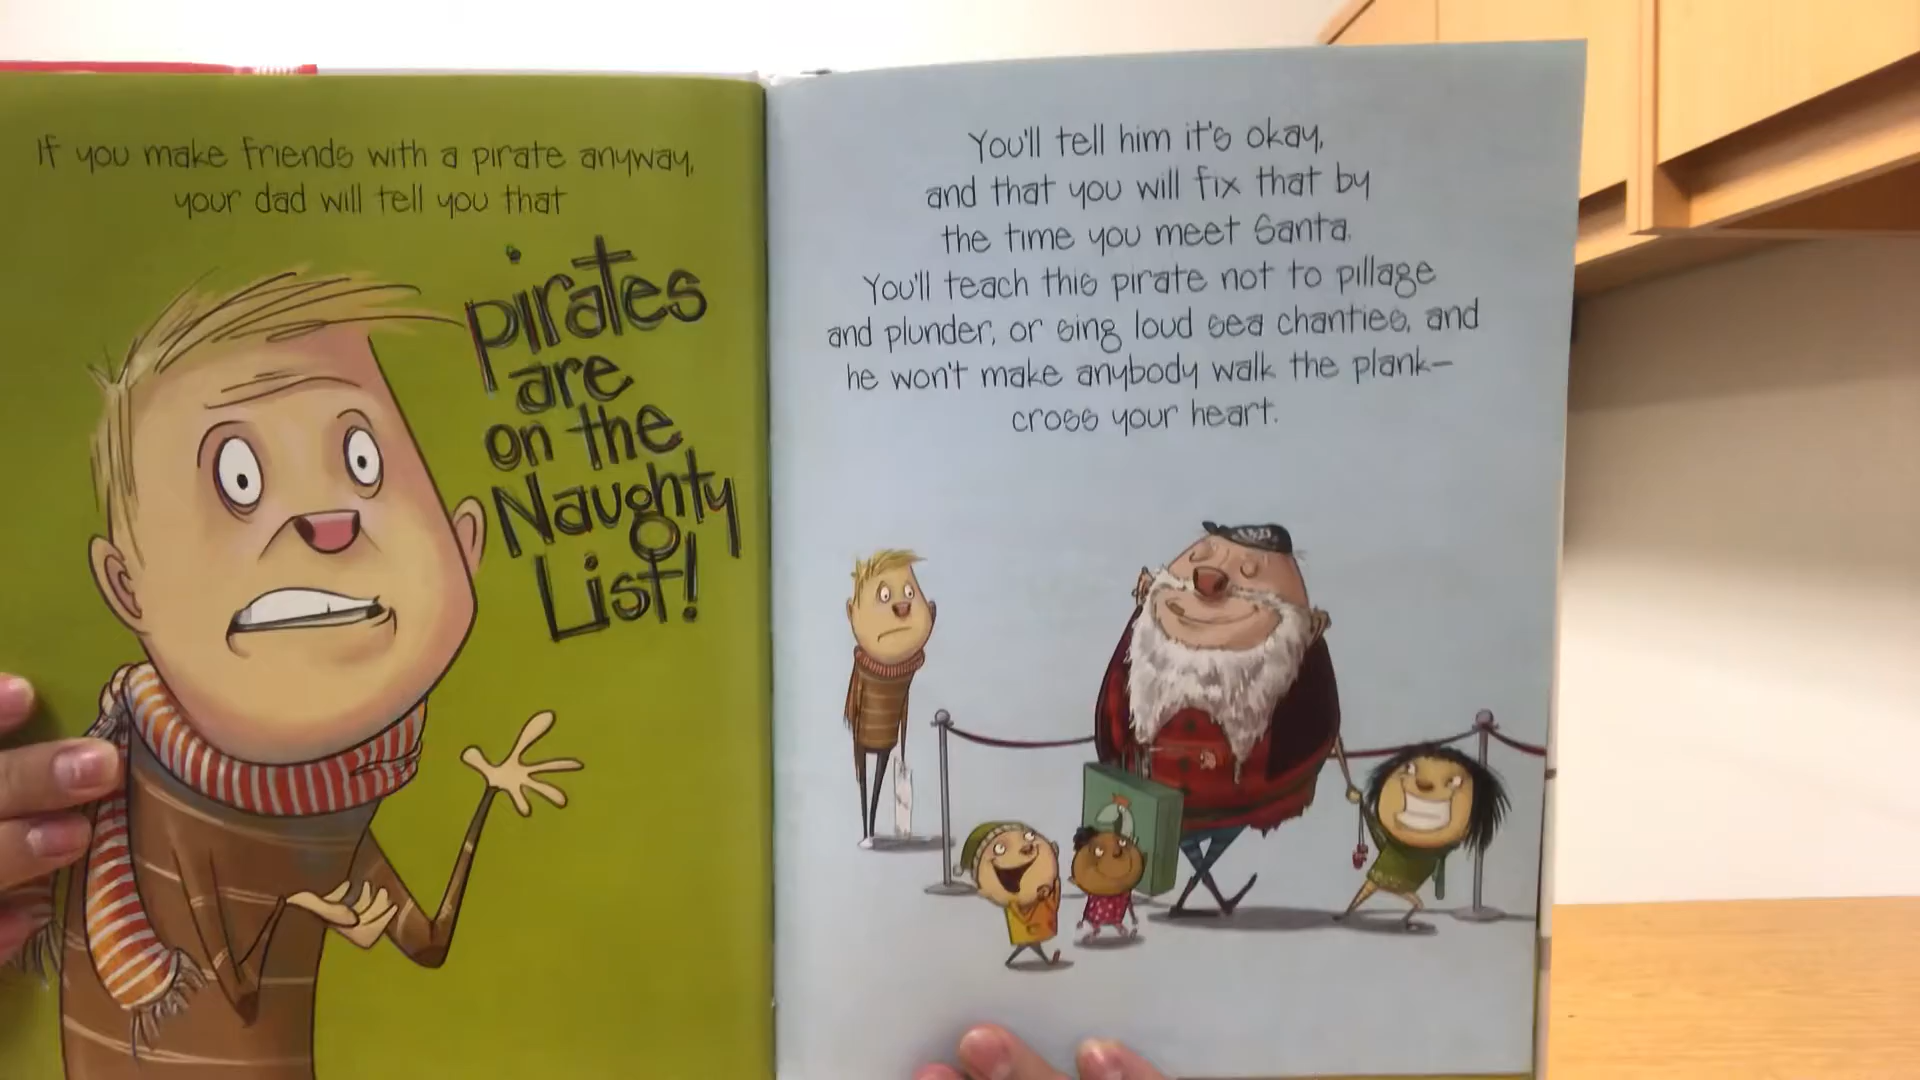 If you make friends with a pirate anyway,
your dad will tell you that
pirates
are
on the
Naughty
List!
You'll tell him it's okay,
and that you will fix that by
the time you meet Santa.
You'll teach this pirate not to pillage
and plunder, or sing loud sea chanties, and
he won't make anybody walk the plank—
cross your heart.